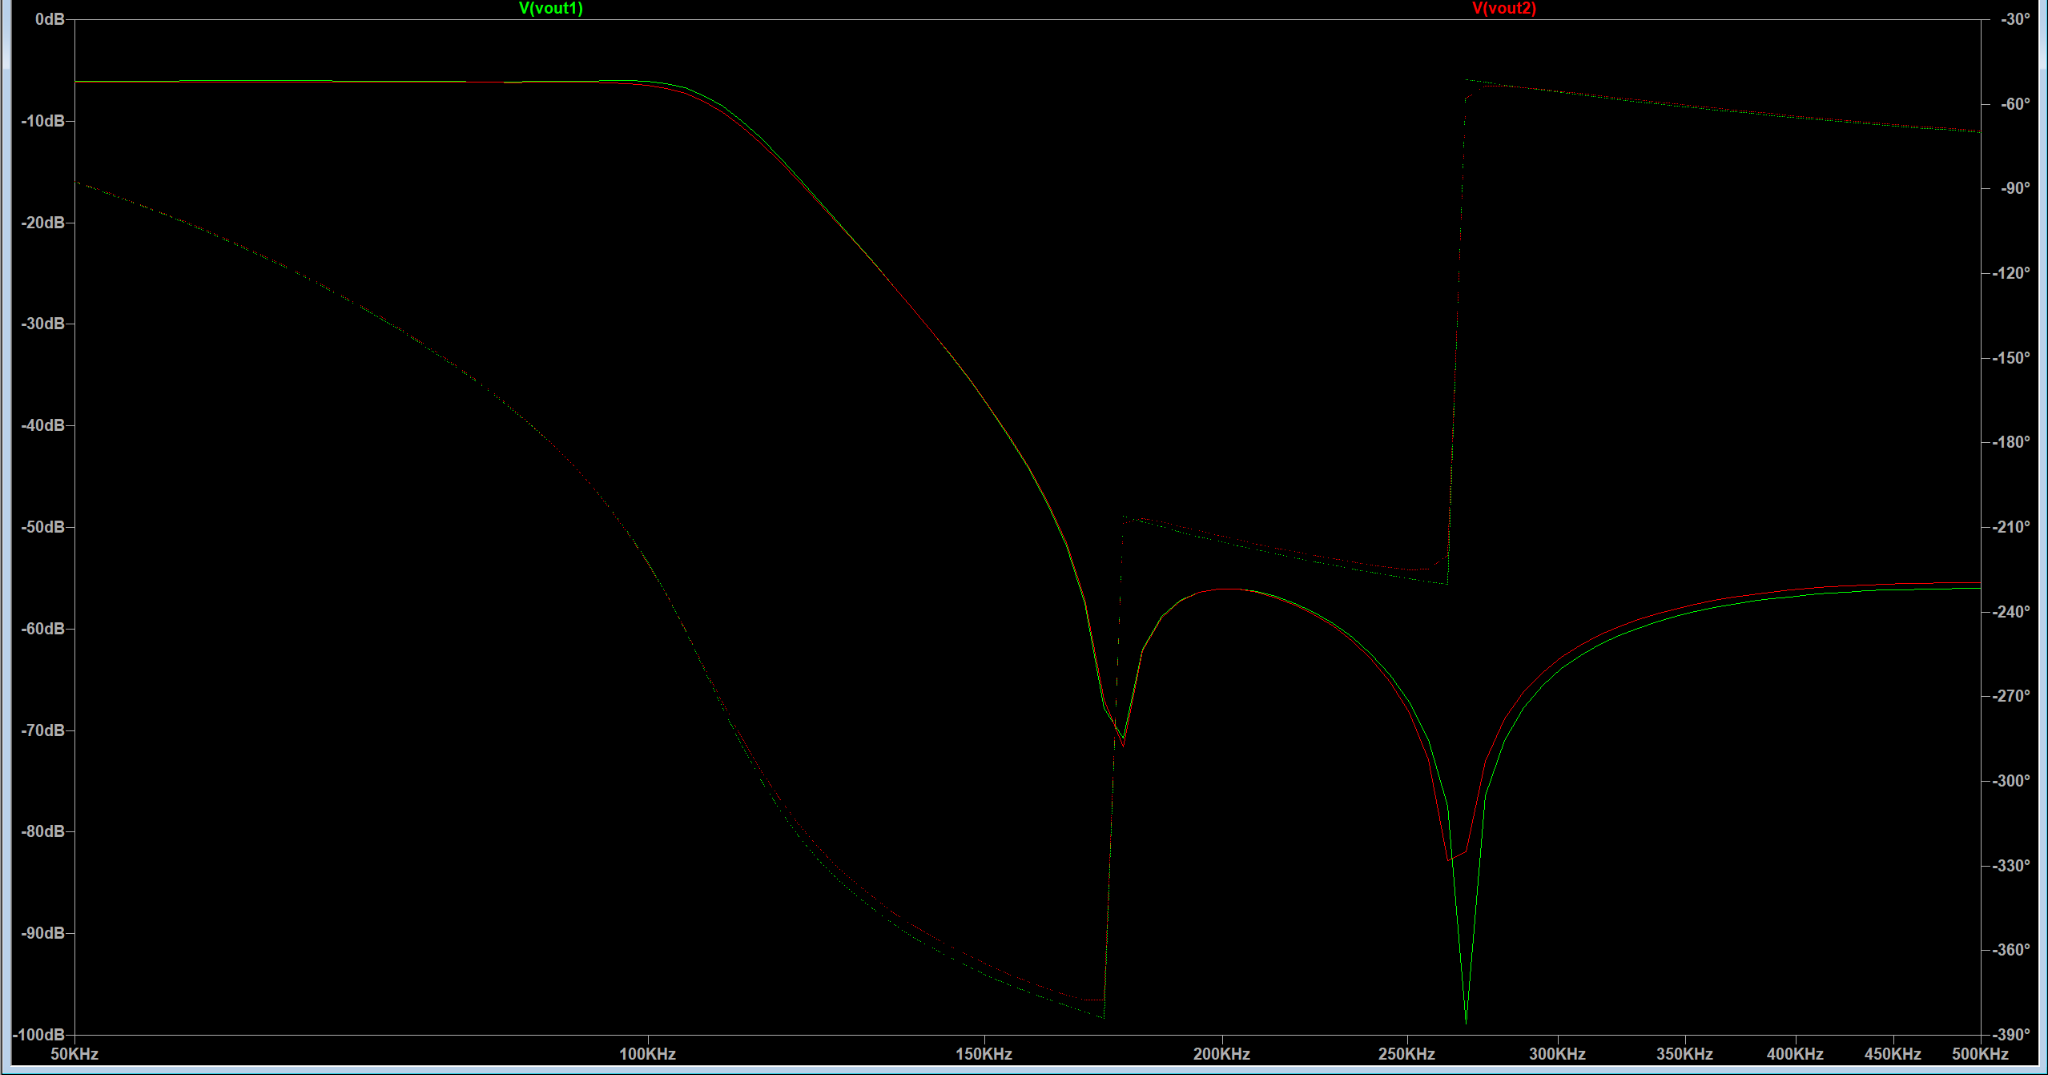 V(vout1) V(vout2)
0dB
-10dB
-20dB
-30dB
-40dB
-50dB
-60dB
-70dB
-80dB
-90dB
-100dB
-30°
-60°
-90°
-120°
-150°
-180°
-210°
-240°
-270°
-300°
-330°
-360°
-390°
50KHz 100KHz 150KHz 200KHz 250KHz 300KHz 350KHz 400KHz 450KHz 500KHz